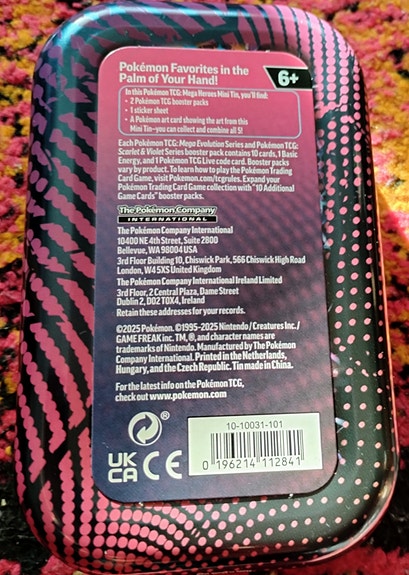 Pokémon Favorites in the
Palm of Your Hand!
6+
In this Pokémon TCG: Mega Heroes Mini Tin, you'll find:
• 2 Pokémon TCG booster packs
• 1 sticker sheet
• A Pokémon art card showing the art from this
Mini Tin—you can collect and combine all 5!
Each Pokémon TCG: Mega Evolution Series and Pokémon TCG:
Scarlet & Violet Series booster pack contains 10 cards, 1 Basic
Energy, and 1 Pokémon TCG Live code card. Booster packs
vary by product. To learn how to play the Pokémon Trading
Card Game, visit Pokemon.com/tcgrules. Expand your
Pokémon Trading Card Game collection with "10 Additional
Game Cards" booster packs.
The Pokémon Company
INTERNATIONAL
The Pokémon Company International
10400 NE 4th Street, Suite 2800
Bellevue, WA 98004 USA
3rd Floor Building 10, Chiswick Park, 566 Chiswick High Road
London, W4 5XS United Kingdom
The Pokémon Company International Ireland Limited
3rd Floor, 2 Central Plaza, Dame Street
Dublin 2, D02 T0X4, Ireland
Retain these addresses for your records.
©2025 Pokémon. ©1995-2025 Nintendo / Creatures Inc. /
GAME FREAK inc. TM, ®, and character names are
trademarks of Nintendo. Manufactured by The Pokémon
Company International. Printed in the Netherlands,
Hungary, and the Czech Republic. Tin made in China.
For the latest info on the Pokémon TCG,
check out www.pokemon.com
®
UK
CA CE
10-10031-101
0 196214 112841